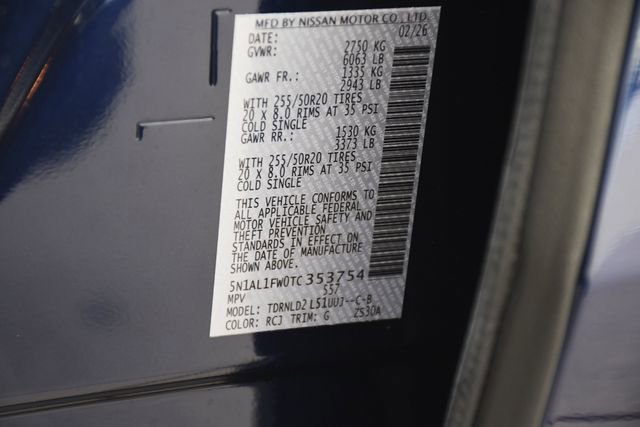 MFD BY NISSAN MOTOR CO., LTD.
DATE: 02/26
GVWR: 2750 KG
6063 LB
GAWR FR.: 1335 KG
2943 LB
WITH 255/50R20 TIRES
20 X 8.0 RIMS AT 35 PSI
COLD SINGLE
GAWR RR.: 1530 KG
3373 LB
WITH 255/50R20 TIRES
20 X 8.0 RIMS AT 35 PSI
COLD SINGLE
THIS VEHICLE CONFORMS TO
ALL APPLICABLE FEDERAL
MOTOR VEHICLE SAFETY AND
THEFT PREVENTION
STANDARDS IN EFFECT ON
THE DATE OF MANUFACTURE
SHOWN ABOVE.
5N1AL1FW0TC353754
MPV 557
MODEL: TDRNLD2 L51UUJ--C-B
COLOR: RCJ TRIM: G ZS30A